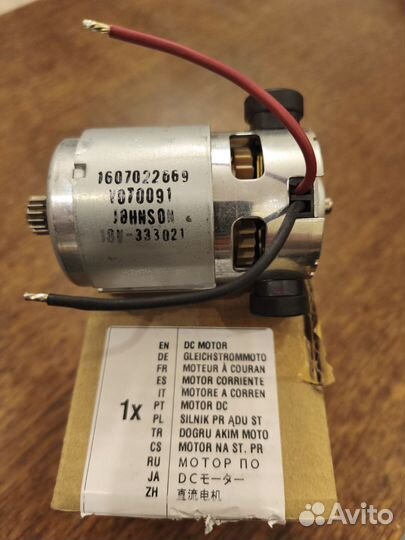 1607022669
VOT0091
JOHNSON
18V-333021
1x
EN DC MOTOR
DE GLEICHSTROMMOTO
FR MOTEUR À COURAN
ES MOTOR CORRIENTE
IT MOTORE A CORREN
PT MOTOR DC
PL SILNIK PR ĄDU ST
TR DOGRU AKIM MOTO
CS MOTOR NA ST. PR
RU МОТОР ПО
JA DCモーター
ZH 直流电机
Avito